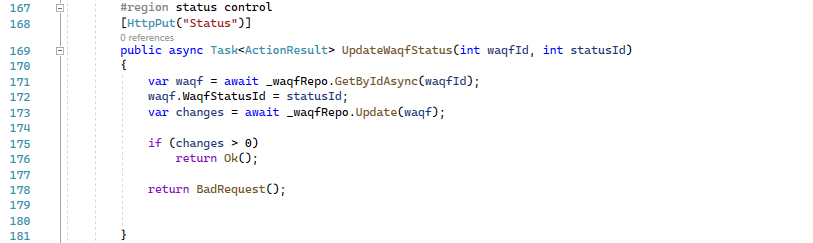 167 #region status control
168 [HttpPut("Status")]
0 references
169 public async Task<ActionResult> UpdateWaqfStatus(int waqfId, int statusId)
170 {
171 var waqf = await _waqfRepo.GetByIdAsync(waqfId);
172 waqf.WaqfStatusId = statusId;
173 var changes = await _waqfRepo.Update(waqf);
174
175 if (changes > 0)
176 return Ok();
177
178 return BadRequest();
179
180
181 }